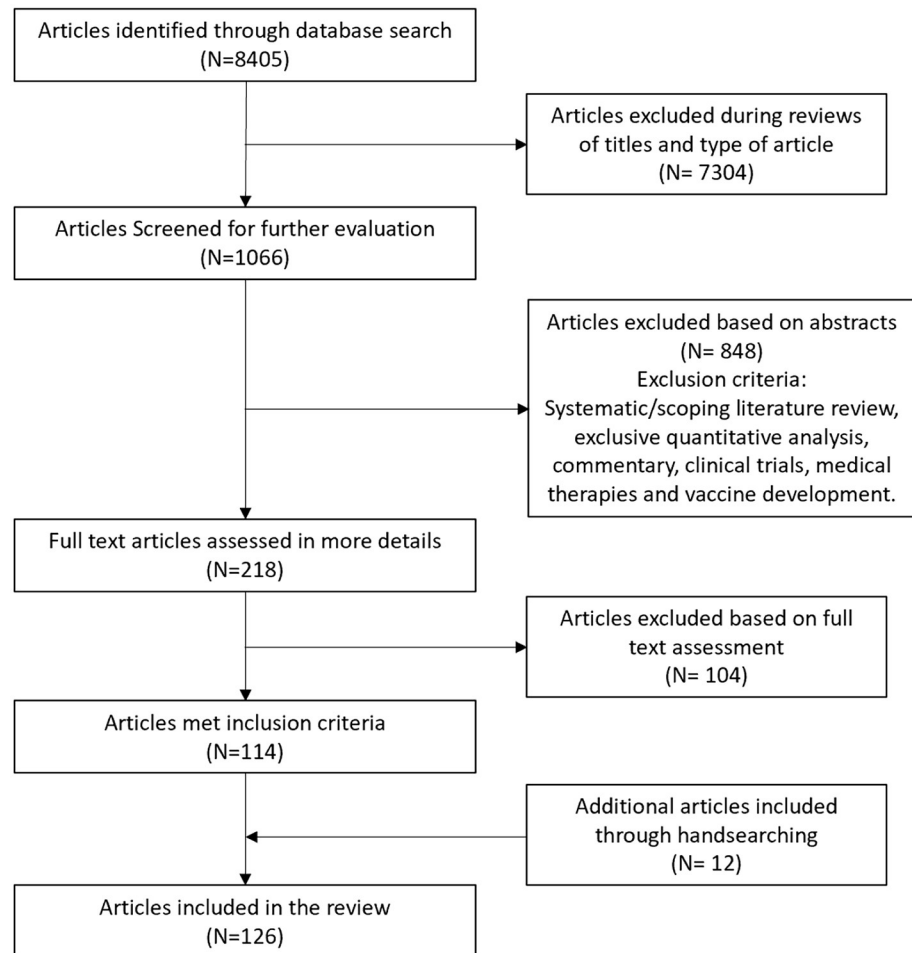 Articles identified through database search
(N=8405)
Articles excluded during reviews
of titles and type of article
(N= 7304)
Articles Screened for further evaluation
(N=1066)
Articles excluded based on abstracts
(N= 848)
Exclusion criteria:
Systematic/scoping literature review,
exclusive quantitative analysis,
commentary, clinical trials, medical
therapies and vaccine development.
Full text articles assessed in more details
(N=218)
Articles excluded based on full
text assessment
(N= 104)
Articles met inclusion criteria
(N=114)
Additional articles included
through handsearching
(N= 12)
Articles included in the review
(N=126)